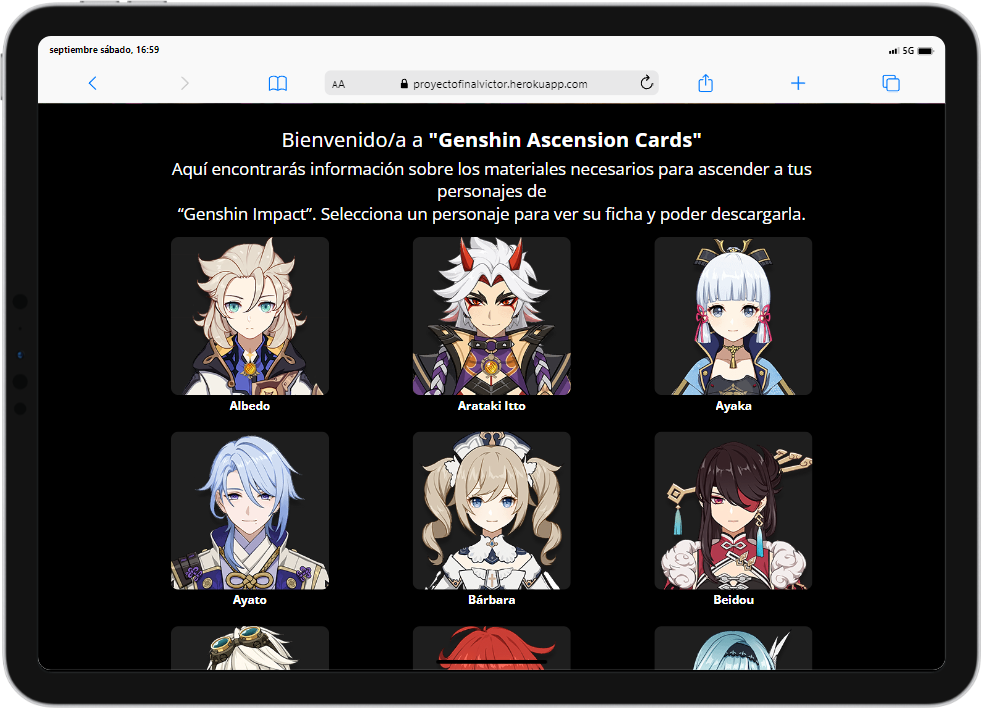 septiembre sábado, 16:59
5G
AA
proyectofinalvictor.herokuapp.com
Bienvenido/a a "Genshin Ascension Cards"
Aquí encontrarás información sobre los materiales necesarios para ascender a tus
personajes de
“Genshin Impact”. Selecciona un personaje para ver su ficha y poder descargarla.
Albedo
Arataki Itto
Ayaka
Ayato
Bárbara
Beidou